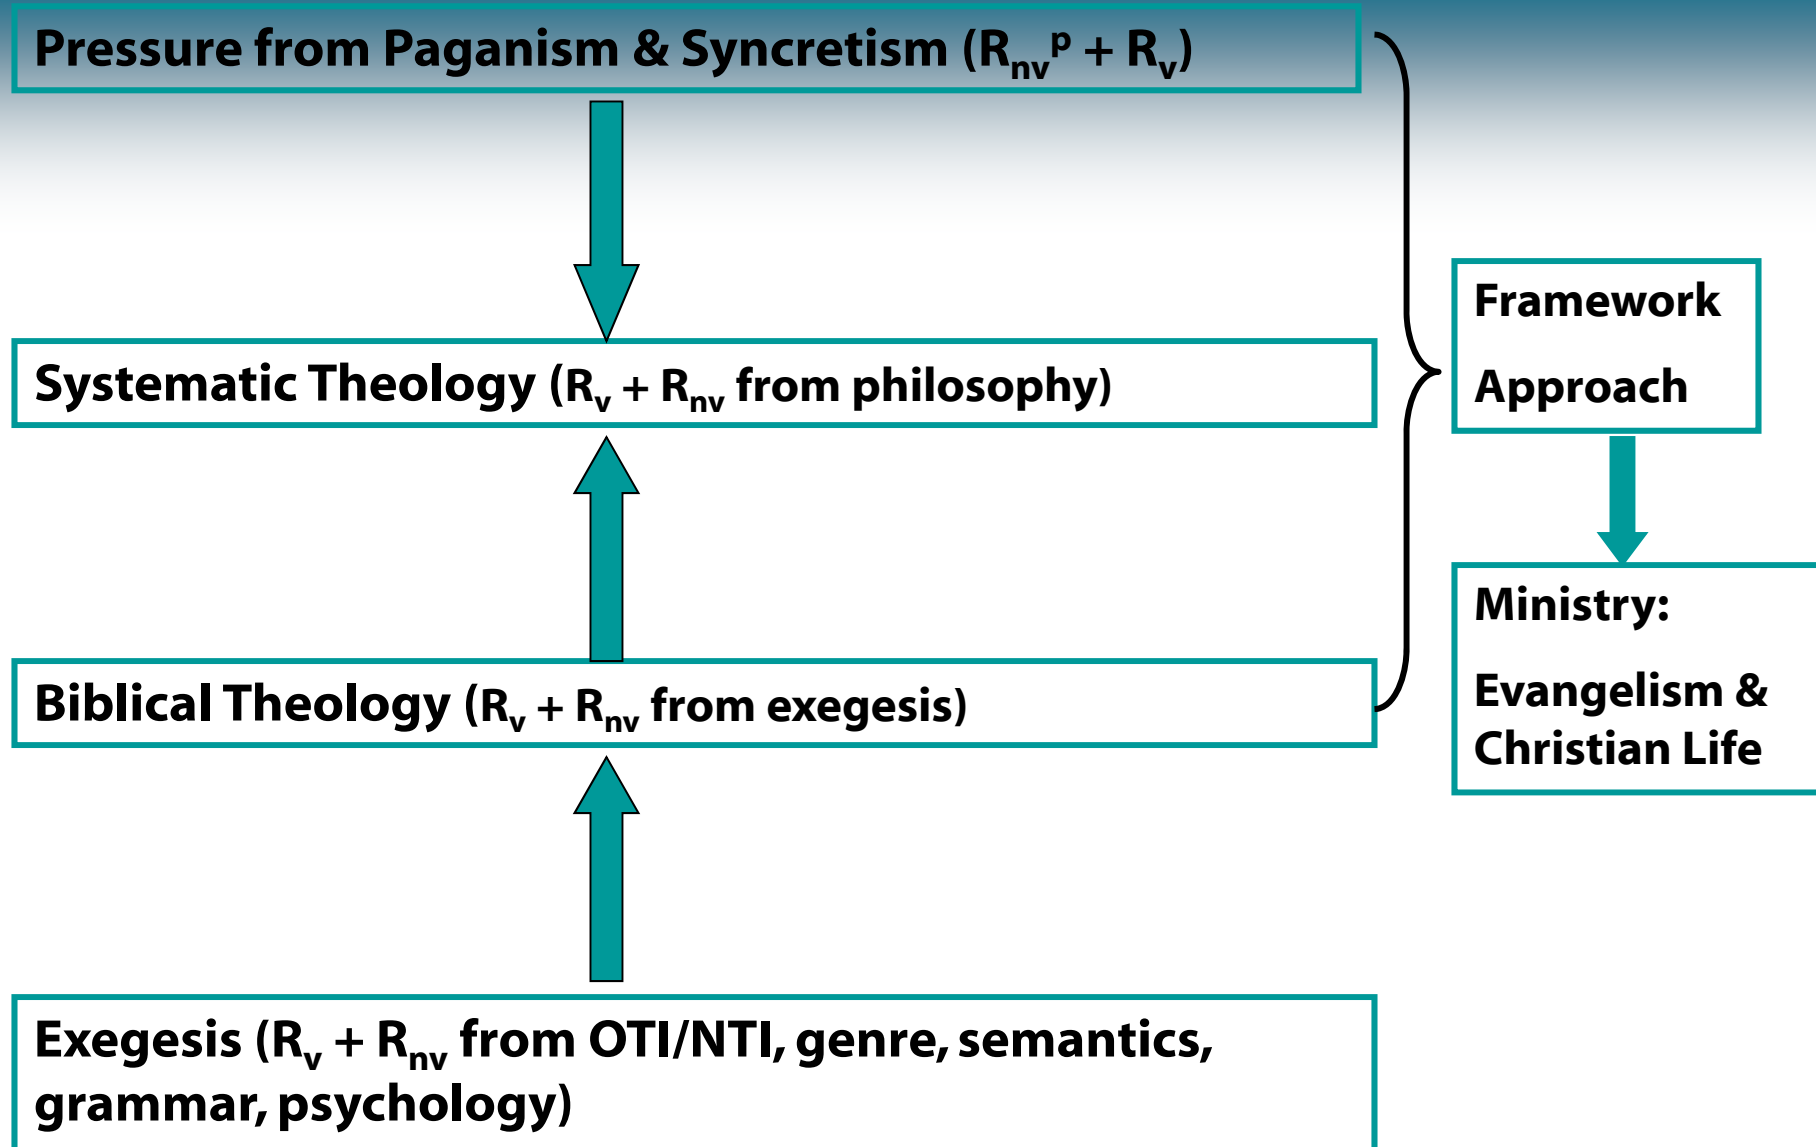 Pressure from Paganism & Syncretism (Rnvᵖ + Rv)
Systematic Theology (Rv + Rnv from philosophy)
Biblical Theology (Rv + Rnv from exegesis)
Exegesis (Rv + Rnv from OTI/NTI, genre, semantics,
grammar, psychology)
Framework
Approach
Ministry:
Evangelism &
Christian Life